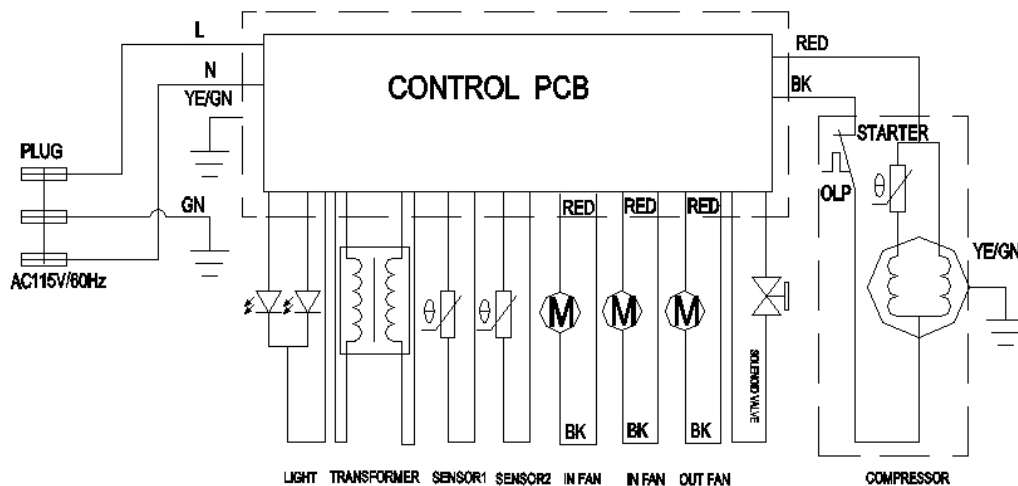 L
N
YE/GN
CONTROL PCB
RED
BK
PLUG
GN
AC115V/60Hz
STARTER
θ
OLP
YE/GN
RED RED RED
θ θ
M M M
SOLENOID VALVE
BK BK BK
LIGHT TRANSFORMER SENSOR1 SENSOR2 IN FAN IN FAN OUT FAN COMPRESSOR